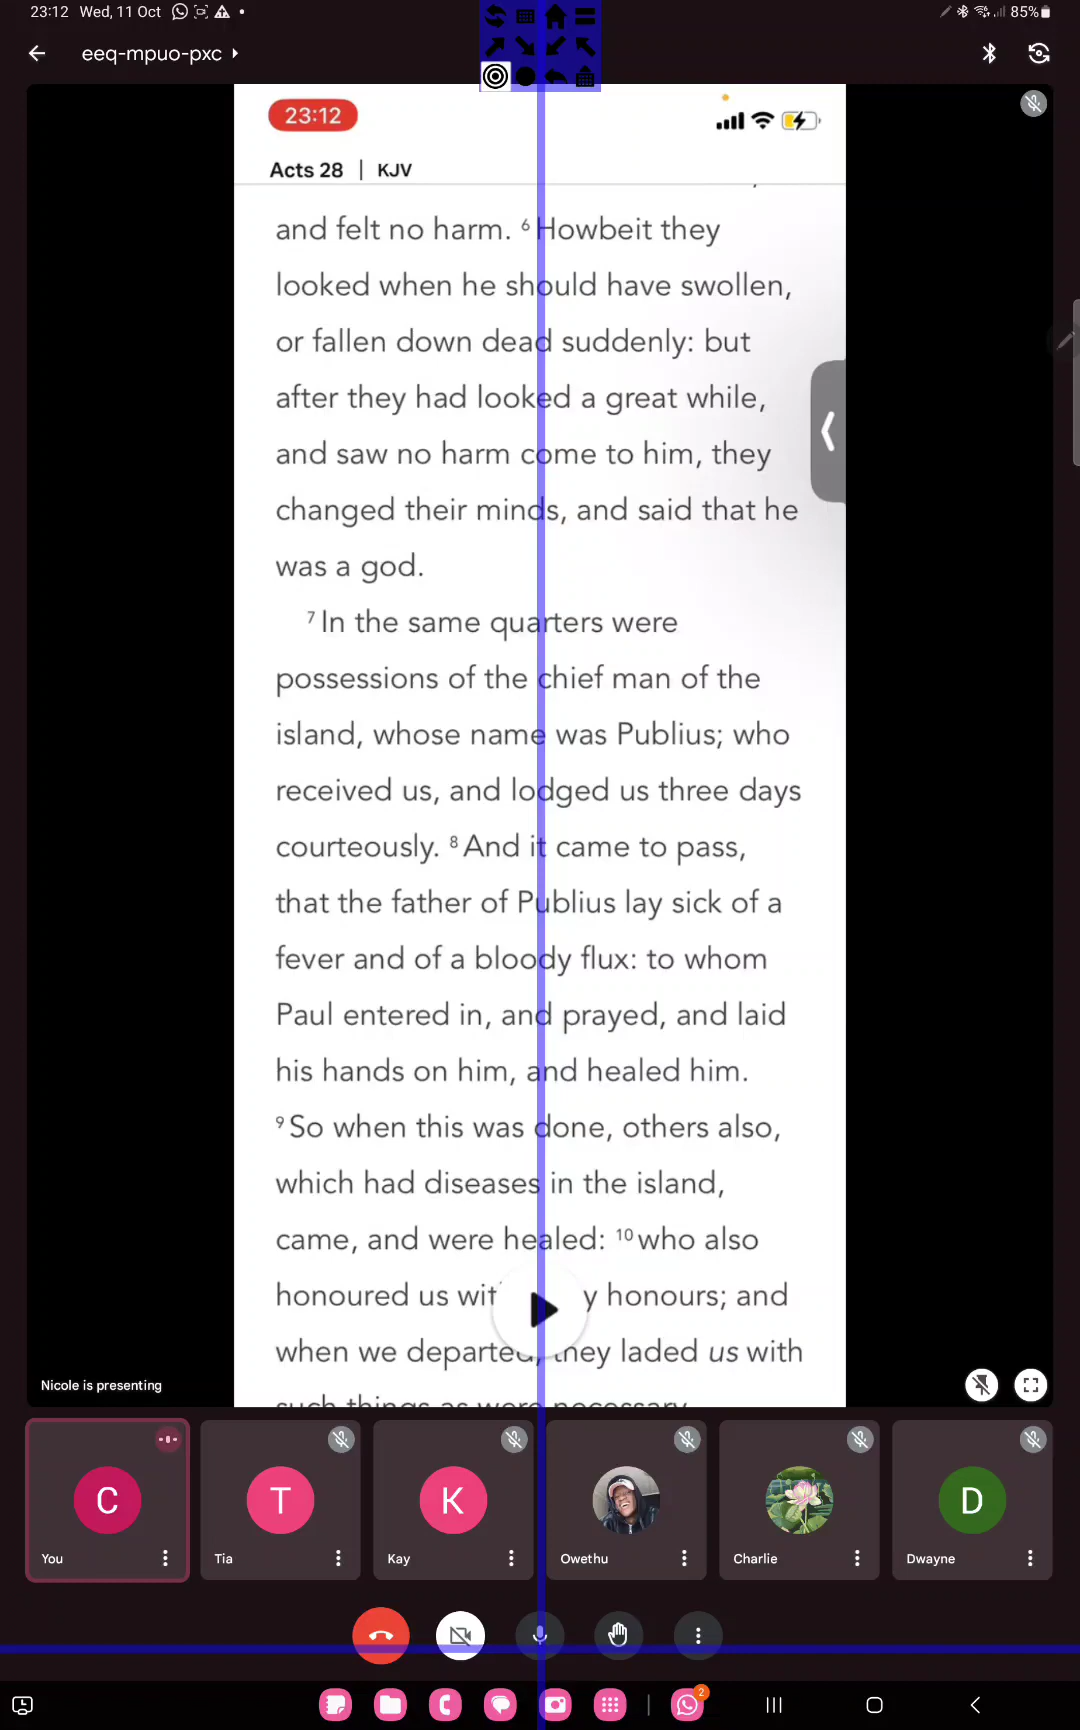 23:12 Wed, 11 Oct
85%
eeq-mpuo-pxc
23:12
Acts 28 | KJV
and felt no harm. 6 Howbeit they
looked when he should have swollen,
or fallen down dead suddenly: but
after they had looked a great while,
and saw no harm come to him, they
changed their minds, and said that he
was a god.
7 In the same quarters were
possessions of the chief man of the
island, whose name was Publius; who
received us, and lodged us three days
courteously. 8 And it came to pass,
that the father of Publius lay sick of a
fever and of a bloody flux: to whom
Paul entered in, and prayed, and laid
his hands on him, and healed him.
9 So when this was done, others also,
which had diseases in the island,
came, and were healed: 10 who also
honoured us wit y honours; and
when we departed, they laded us with
such things as were necessary
Nicole is presenting
C
T
K
D
You
Tia
Kay
Owethu
Charlie
Dwayne
2